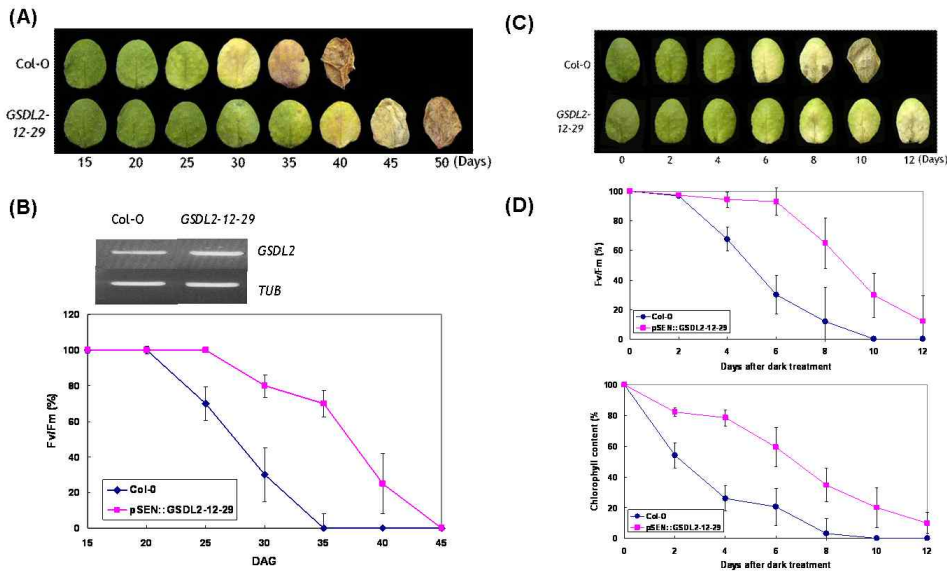 (A)
Col-O
GSDL2-
12-29
15 20 25 30 35 40 45 50 (Days)
(B)
Col-O GSDL2-12-29
GSDL2
TUB
120
100
80
60
40
20
0
Fv/Fm (%)
Col-0
pSEN::GSDL2-12-29
15 20 25 30 35 40 45
DAG
(C)
Col-O
GSDL2-
12-29
0 2 4 6 8 10 12 (Days)
(D)
100
80
60
40
20
0
Fv/Fm (%)
Col-0
pSEN::GSDL2-12-29
0 2 4 6 8 10 12
Days after dark treatment
100
80
60
40
20
0
Chlorophyll content (%
Col-0
pSEN::GSDL2-12-29
0 2 4 6 8 10 12
Days after dark treatment